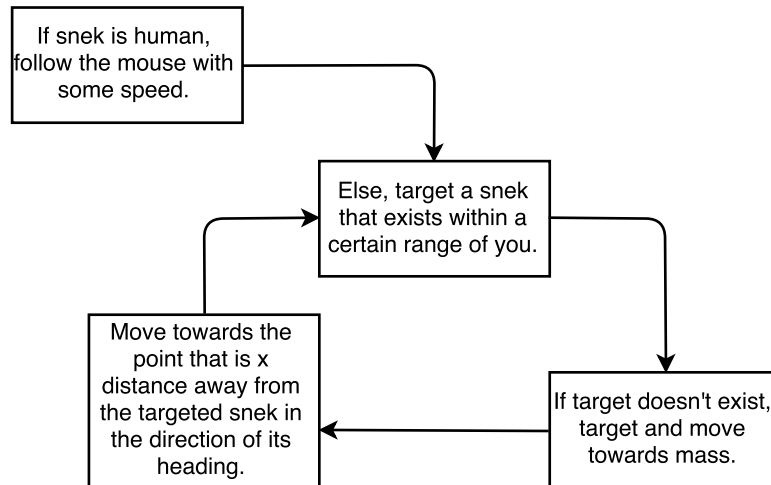 If snek is human,
follow the mouse with
some speed.
Else, target a snek
that exists within a
certain range of you.
Move towards the
point that is x
distance away from
the targeted snek in
the direction of its
heading.
If target doesn't exist,
target and move
towards mass.